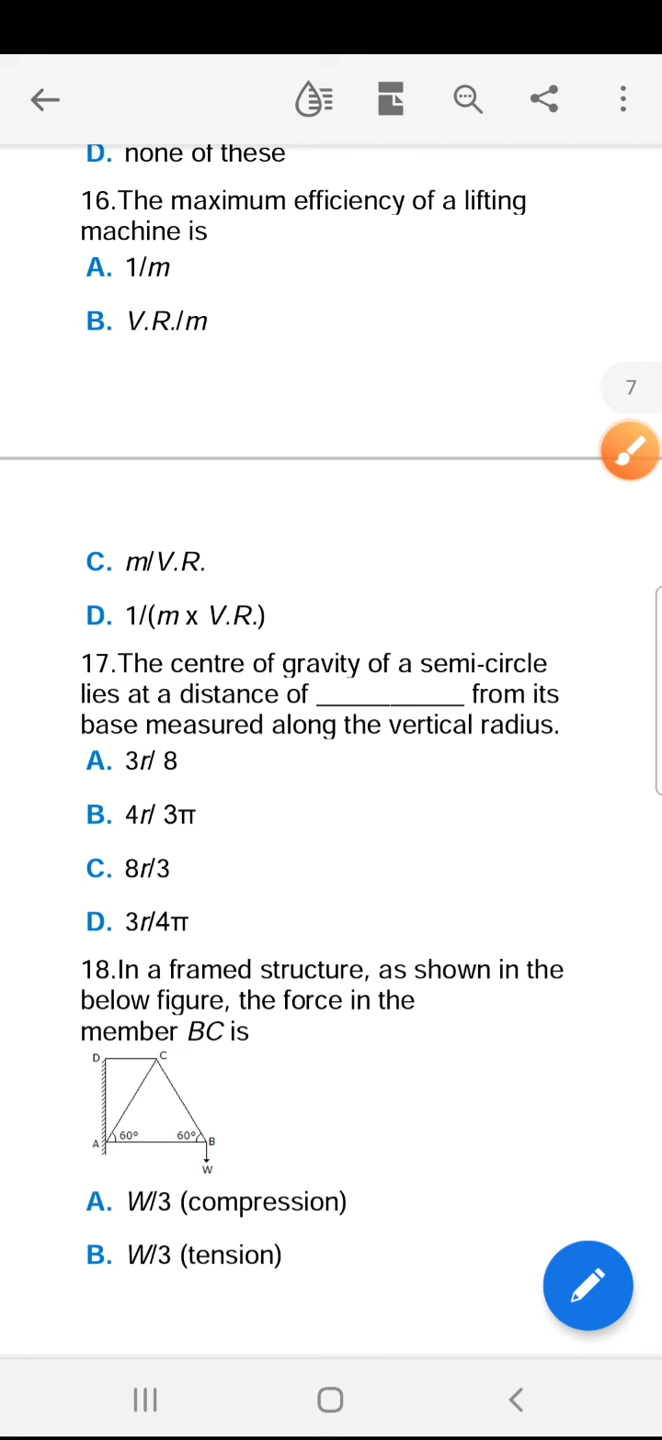 D. none of these
16.The maximum efficiency of a lifting
machine is
A. 1/m
B. V.R./m
7
C. m/V.R.
D. 1/(m x V.R.)
17.The centre of gravity of a semi-circle
lies at a distance of __________ from its
base measured along the vertical radius.
A. 3r/ 8
B. 4r/ 3π
C. 8r/3
D. 3r/4π
18.In a framed structure, as shown in the
below figure, the force in the
member BC is
D C
A 60° 60° B
W
A. W/3 (compression)
B. W/3 (tension)